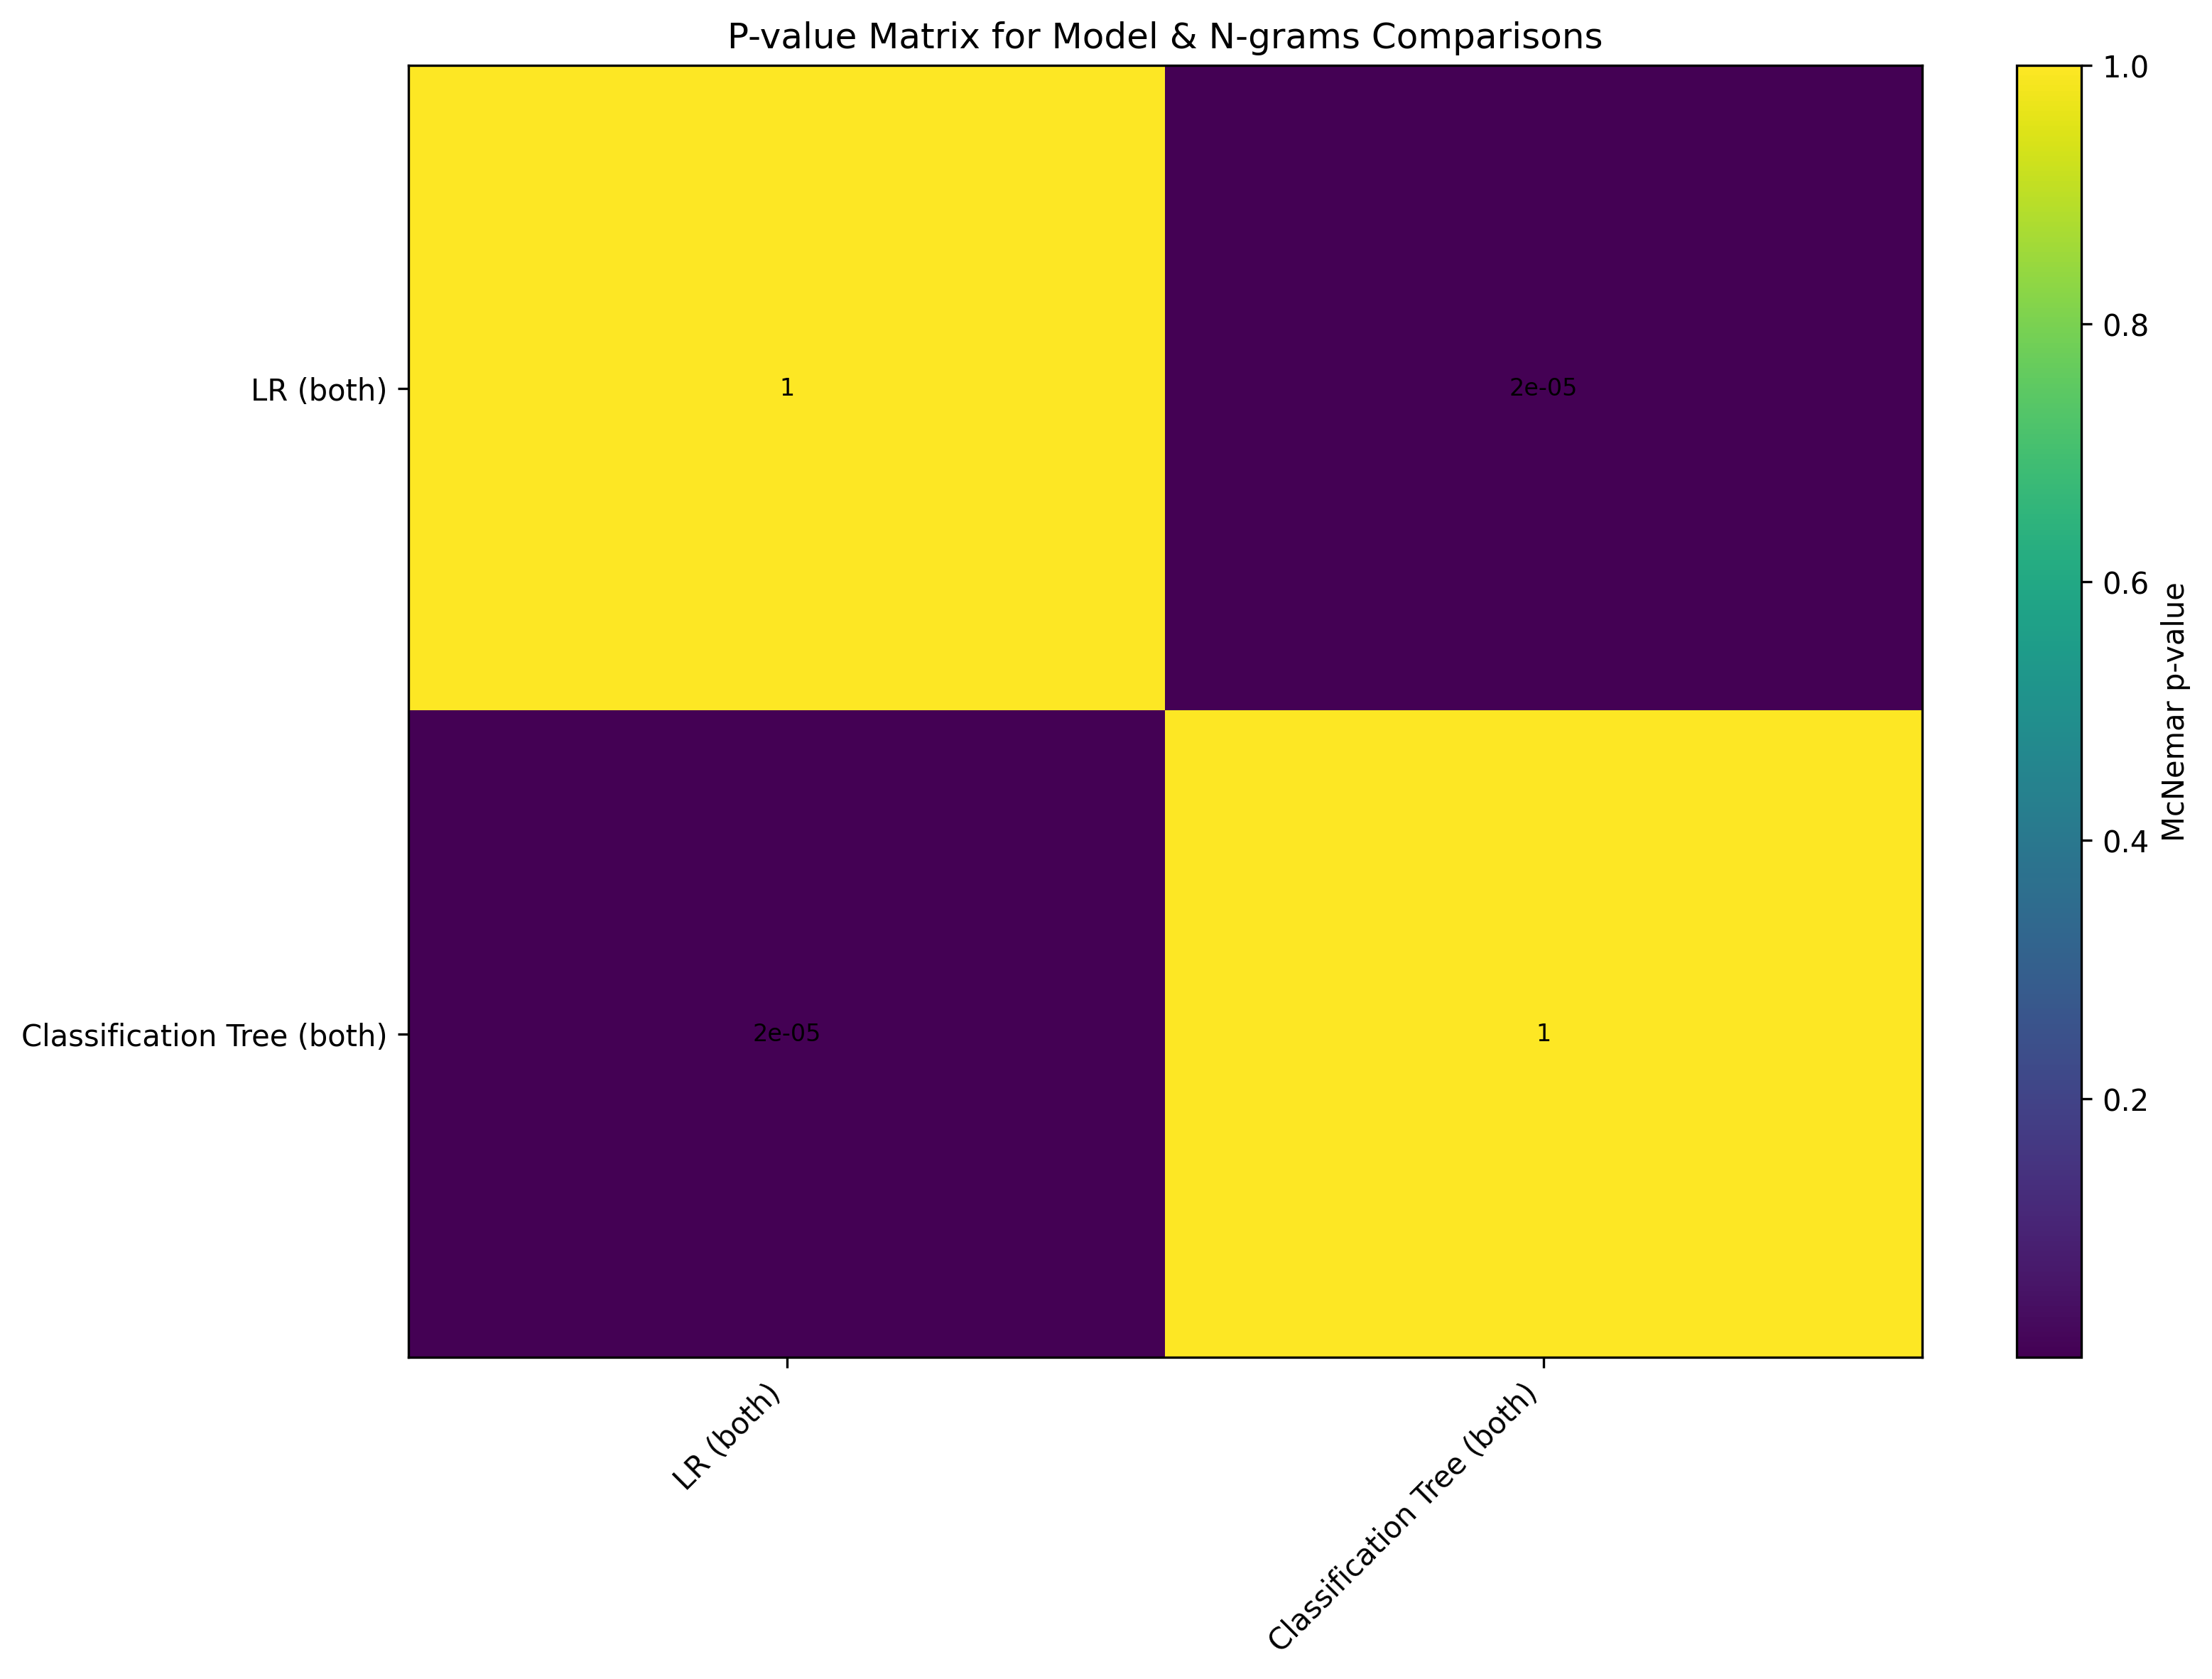 P-value Matrix for Model & N-grams Comparisons
1.0
0.8
0.6
0.4
0.2
McNemar p-value
LR (both)
1
2e-05
Classification Tree (both)
2e-05
1
LR (both)
Classification Tree (both)